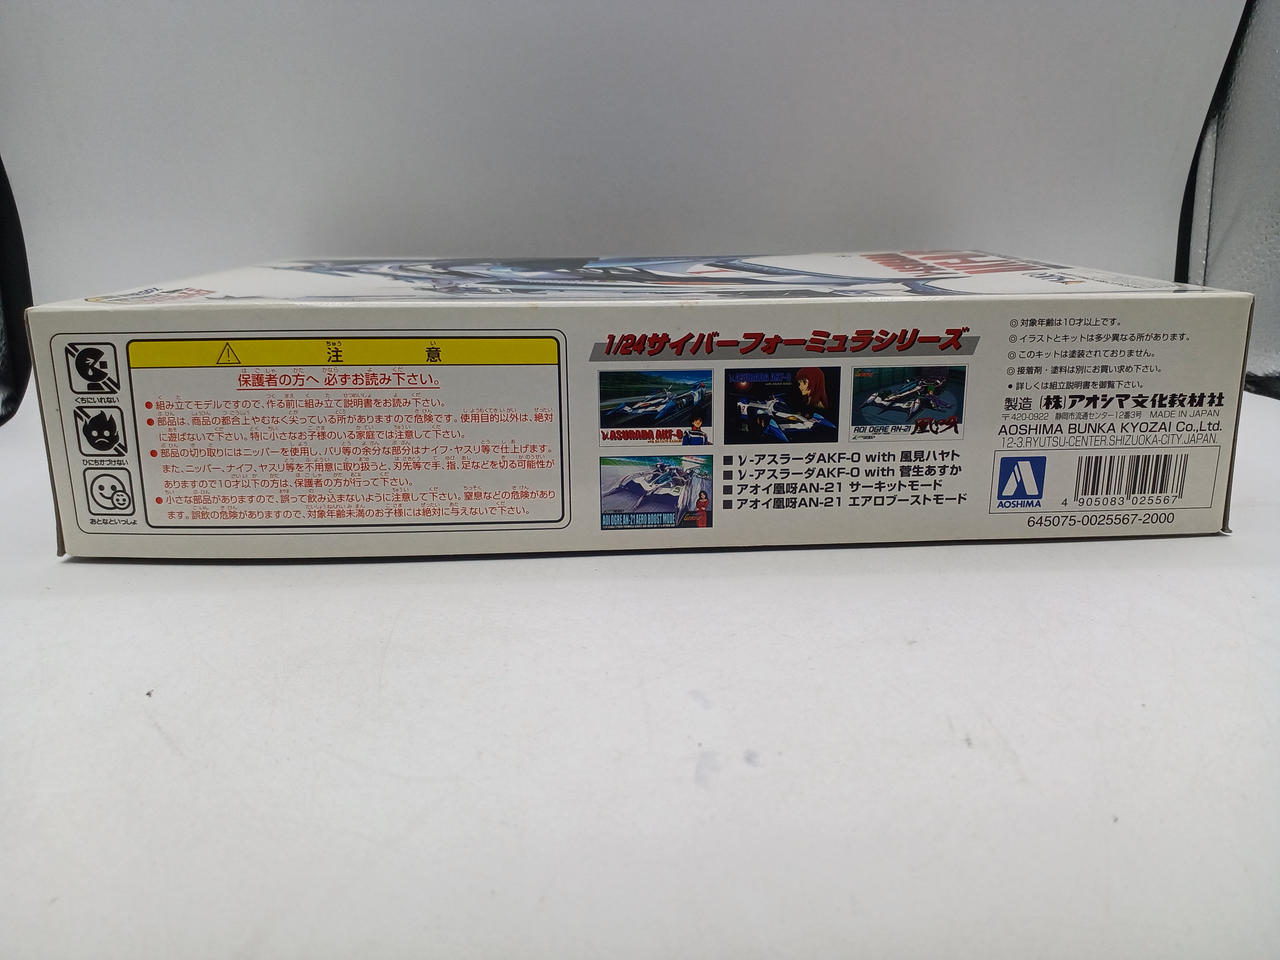 注意
保護者の方へ 必ずお読み下さい。
●組み立てモデルですので、作る前に組み立て説明書をお読み下さい。
●部品は、商品の都合上やむなく尖っている所がありますので危険です。使用目的以外は、絶対
に遊ばないで下さい。特に小さなお子様のいる家庭では注意して下さい。
●部品の切り取りにはニッパーを使用し、バリ等の余分な部分はナイフ・ヤスリ等で仕上げます。
また、ニッパー、ナイフ、ヤスリ等を不用意に取り扱うと、刃先等で手、指、足などを切る可能性が
ありますので10才以下の方は、保護者の方が行って下さい。
●小さな部品がありますので、誤って飲み込まないように注意して下さい。窒息などの危険があり
ます。誤飲の危険がありますので、対象年齢未満のお子様には絶対に与えないで下さい。
くちにいれない
ひにちかづけない
おとなといっしょ
1/24サイバーフォーミュラシリーズ
ν-ASURADA AKF-0
ν-ASURADA AKF-0
AOI OGRE AN-21
AOI OGRE AN-21 AERO BOOST MODE
■ν-アスラーダAKF-0 with 風見ハヤト
■ν-アスラーダAKF-0 with 菅生あすか
■アオイ凰呀AN-21 サーキットモード
■アオイ凰呀AN-21 エアロブーストモード
◎対象年齢は10才以上です。
◎イラストとキットは多少異なる所があります。
◎このキットは塗装されておりません。
◎接着剤・塗料は別にお買い求め下さい。
●詳しくは組立説明書を御覧下さい。
製造 (株)アオシマ文化教材社
〒420-0922 静岡市流通センター12番3号 MADE IN JAPAN
AOSHIMA BUNKA KYOZAI Co.,Ltd.
12-3.RYUTSU-CENTER.SHIZUOKA-CITY.JAPAN.
AOSHIMA
4 905083 025567
645075-0025567-2000